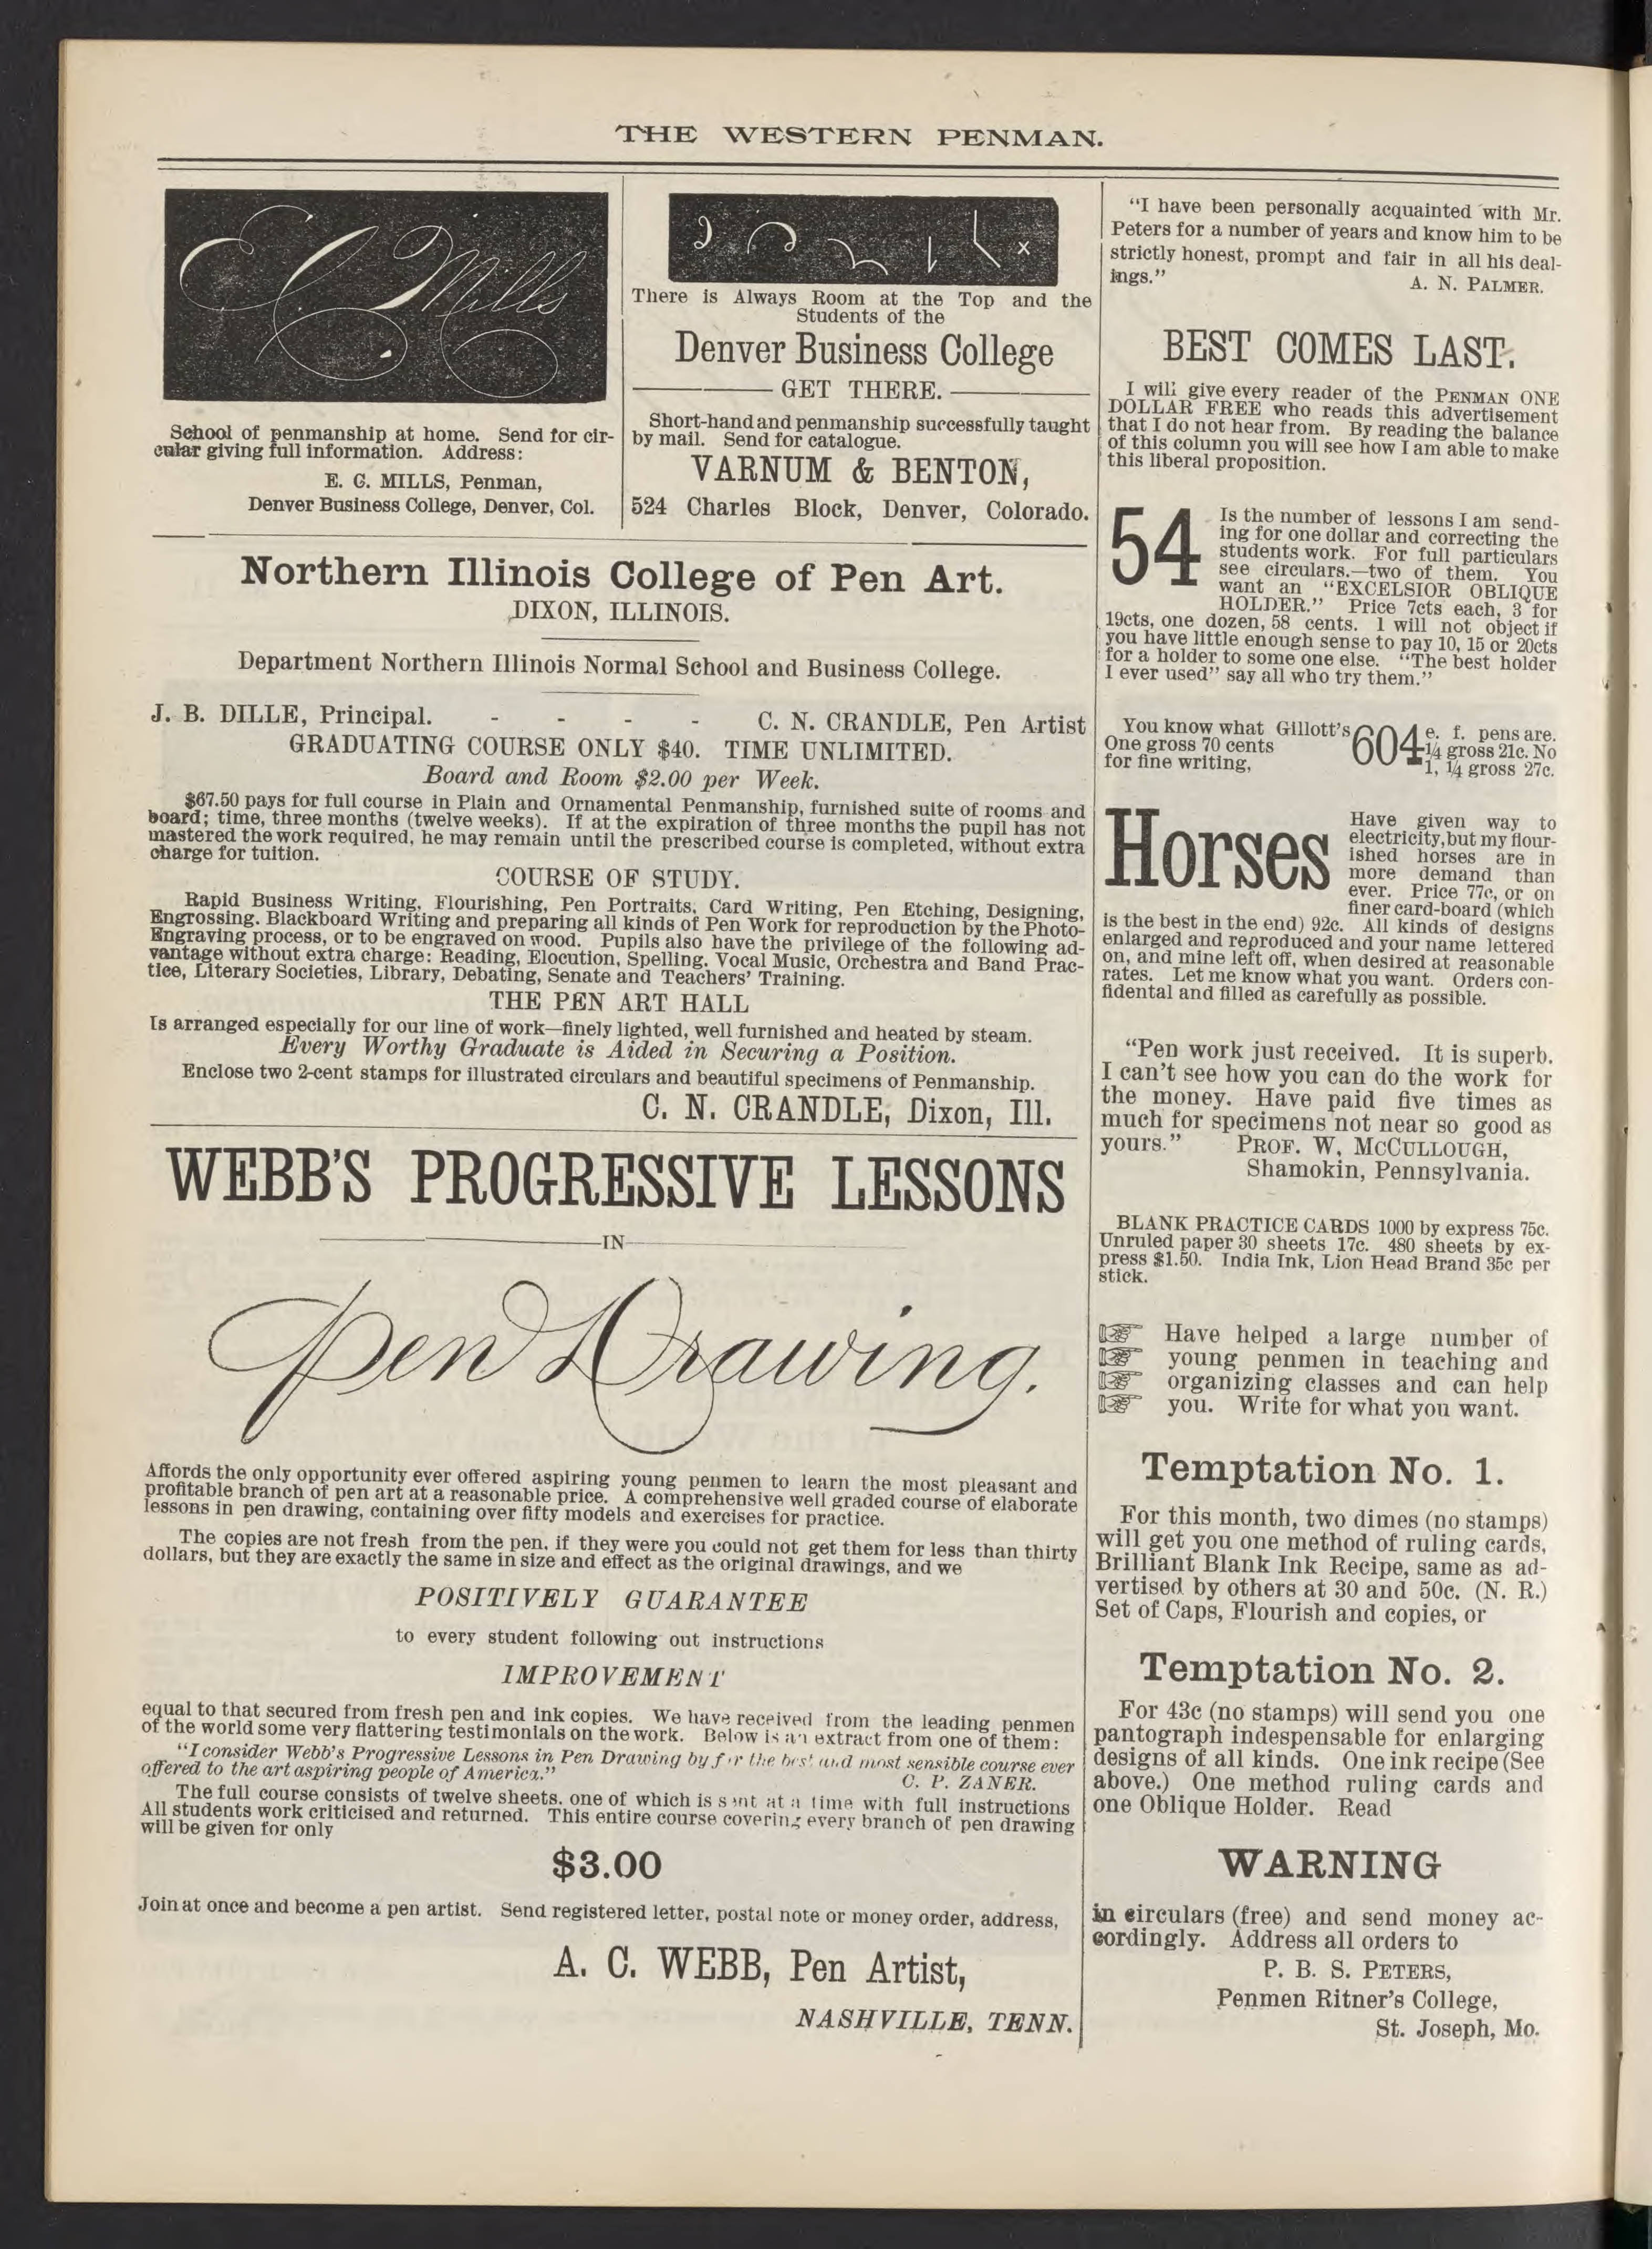 THE WESTERN PENMAN.
E C Mills
School of penmanship at home. Send for cir-
cular giving full information. Address:
E. C. MILLS, Penman,
Denver Business College, Denver, Col.
There is Always Room at the Top and the
Students of the
Denver Business College
GET THERE.
Short-hand and penmanship successfully taught
by mail. Send for catalogue.
VARNUM & BENTON,
524 Charles Block, Denver, Colorado.
Northern Illinois College of Pen Art.
DIXON, ILLINOIS.
Department Northern Illinois Normal School and Business College.
J. B. DILLE, Principal. - - - - C. N. CRANDLE, Pen Artist
GRADUATING COURSE ONLY $40. TIME UNLIMITED.
Board and Room $2.00 per Week.
$67.50 pays for full course in Plain and Ornamental Penmanship, furnished suite of rooms and
board; time, three months (twelve weeks). If at the expiration of three months the pupil has not
mastered the work required, he may remain until the prescribed course is completed, without extra
charge for tuition.
COURSE OF STUDY.
Rapid Business Writing, Flourishing, Pen Portraits, Card Writing, Pen Etching, Designing,
Engrossing. Blackboard Writing and preparing all kinds of Pen Work for reproduction by the Photo-
Engraving process, or to be engraved on wood. Pupils also have the privilege of the following ad-
vantage without extra charge: Reading, Elocution, Spelling. Vocal Music, Orchestra and Band Prac-
tice, Literary Societies, Library, Debating, Senate and Teachers' Training.
THE PEN ART HALL
Is arranged especially for our line of work—finely lighted, well furnished and heated by steam.
Every Worthy Graduate is Aided in Securing a Position.
Enclose two 2-cent stamps for illustrated circulars and beautiful specimens of Penmanship.
C. N. CRANDLE, Dixon, Ill.
WEBB'S PROGRESSIVE LESSONS
IN
Pen Drawing.
Affords the only opportunity ever offered aspiring young penmen to learn the most pleasant and
profitable branch of pen art at a reasonable price. A comprehensive well graded course of elaborate
lessons in pen drawing, containing over fifty models and exercises for practice.
The copies are not fresh from the pen, if they were you could not get them for less than thirty
dollars, but they are exactly the same in size and effect as the original drawings, and we
POSITIVELY GUARANTEE
to every student following out instructions
IMPROVEMENT
equal to that secured from fresh pen and ink copies. We have received from the leading penmen
of the world some very flattering testimonials on the work. Below is an extract from one of them:
"I consider Webb's Progressive Lessons in Pen Drawing by far the best and most sensible course ever
offered to the art aspiring people of America."
C. P. ZANER.
The full course consists of twelve sheets, one of which is sent at a time with full instructions
All students work criticised and returned. This entire course covering every branch of pen drawing
will be given for only
$3.00
Join at once and become a pen artist. Send registered letter, postal note or money order, address,
A. C. WEBB, Pen Artist,
NASHVILLE, TENN.
"I have been personally acquainted with Mr.
Peters for a number of years and know him to be
strictly honest, prompt and fair in all his deal-
ings."
A. N. PALMER.
BEST COMES LAST.
I will give every reader of the PENMAN ONE
DOLLAR FREE who reads this advertisement
that I do not hear from. By reading the balance
of this column you will see how I am able to make
this liberal proposition.
54 Is the number of lessons I am send-
ing for one dollar and correcting the
students work. For full particulars
see circulars.—two of them. You
want an "EXCELSIOR OBLIQUE
HOLDER." Price 7cts each, 3 for
19cts, one dozen, 58 cents. I will not object if
you have little enough sense to pay 10, 15 or 20cts
for a holder to some one else. "The best holder
I ever used" say all who try them."
You know what Gillott's 604 e. f. pens are.
One gross 70 cents ¼ gross 21c. No
for fine writing, 1, ¼ gross 27c.
Horses Have given way to
electricity, but my flour-
ished horses are in
more demand than
ever. Price 77c, or on
finer card-board (which
is the best in the end) 92c. All kinds of designs
enlarged and reproduced and your name lettered
on, and mine left off, when desired at reasonable
rates. Let me know what you want. Orders con-
fidental and filled as carefully as possible.
"Pen work just received. It is superb.
I can't see how you can do the work for
the money. Have paid five times as
much for specimens not near so good as
yours." PROF. W. MCCULLOUGH,
Shamokin, Pennsylvania.
BLANK PRACTICE CARDS 1000 by express 75c.
Unruled paper 30 sheets 17c. 480 sheets by ex-
press $1.50. India Ink, Lion Head Brand 35c per
stick.
Have helped a large number of
young penmen in teaching and
organizing classes and can help
you. Write for what you want.
Temptation No. 1.
For this month, two dimes (no stamps)
will get you one method of ruling cards,
Brilliant Blank Ink Recipe, same as ad-
vertised by others at 30 and 50c. (N. R.)
Set of Caps, Flourish and copies, or
Temptation No. 2.
For 43c (no stamps) will send you one
pantograph indespensable for enlarging
designs of all kinds. One ink recipe (See
above.) One method ruling cards and
one Oblique Holder. Read
WARNING
in circulars (free) and send money ac-
cordingly. Address all orders to
P. B. S. PETERS,
Penmen Ritner's College,
St. Joseph, Mo.